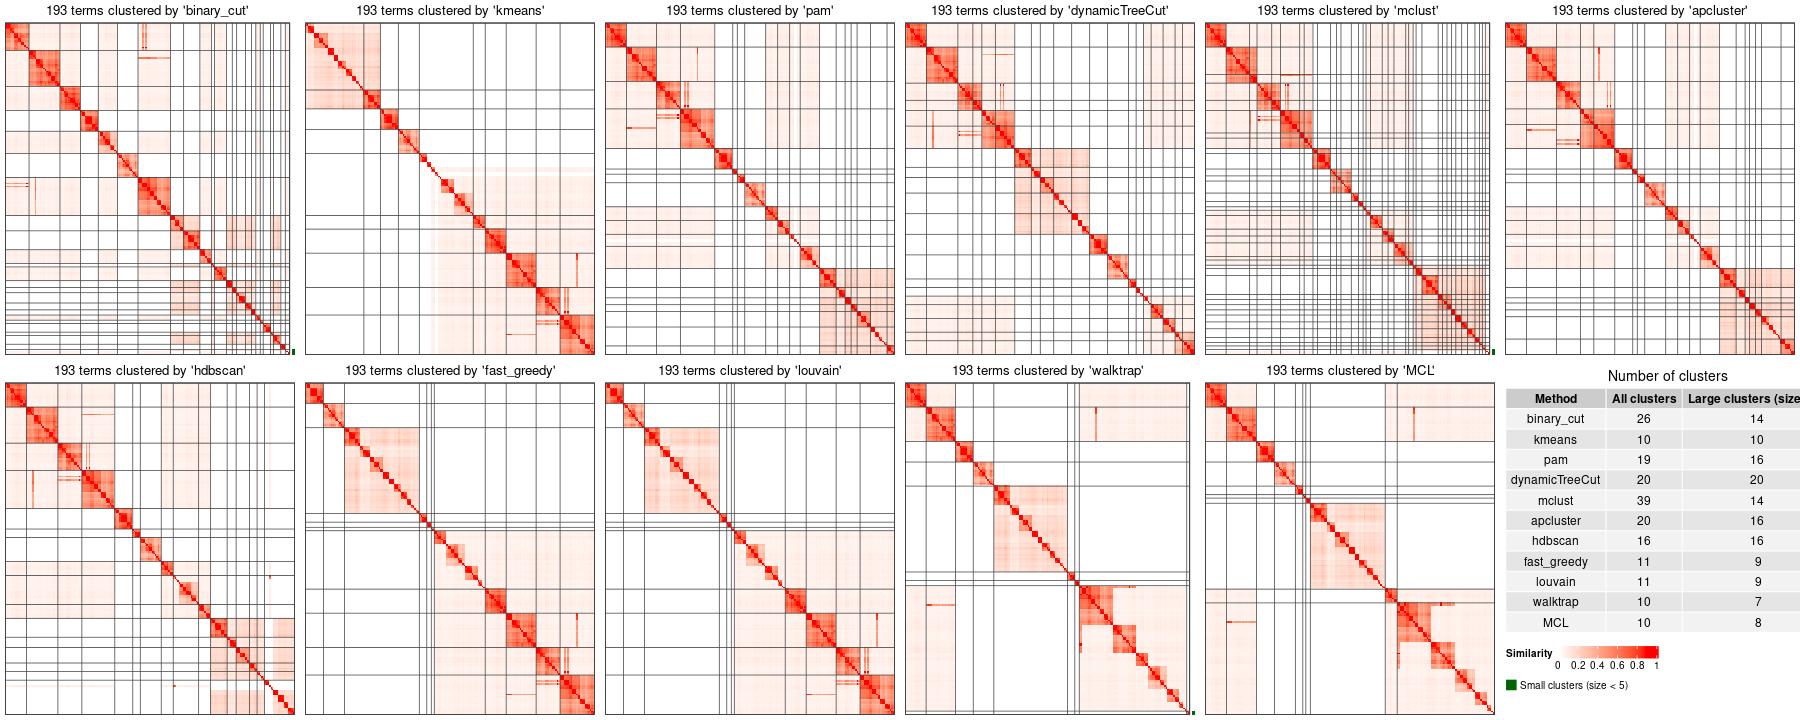 193 terms clustered by 'binary_cut'
193 terms clustered by 'kmeans'
193 terms clustered by 'pam'
193 terms clustered by 'dynamicTreeCut'
193 terms clustered by 'mclust'
193 terms clustered by 'apcluster'
193 terms clustered by 'hdbscan'
193 terms clustered by 'fast_greedy'
193 terms clustered by 'louvain'
193 terms clustered by 'walktrap'
193 terms clustered by 'MCL'
Number of clusters
Method All clusters Large clusters (size
binary_cut 26 14
kmeans 10 10
pam 19 16
dynamicTreeCut 20 20
mclust 39 14
apcluster 20 16
hdbscan 16 16
fast_greedy 11 9
louvain 11 9
walktrap 10 7
MCL 10 8
Similarity
0 0.2 0.4 0.6 0.8 1
Small clusters (size < 5)